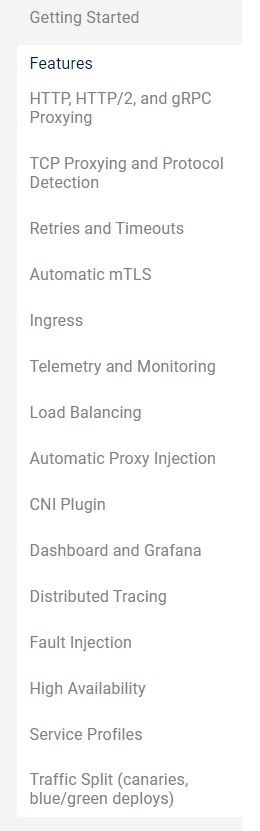 Getting Started
Features
HTTP, HTTP/2, and gRPC
Proxying
TCP Proxying and Protocol
Detection
Retries and Timeouts
Automatic mTLS
Ingress
Telemetry and Monitoring
Load Balancing
Automatic Proxy Injection
CNI Plugin
Dashboard and Grafana
Distributed Tracing
Fault Injection
High Availability
Service Profiles
Traffic Split (canaries,
blue/green deploys)